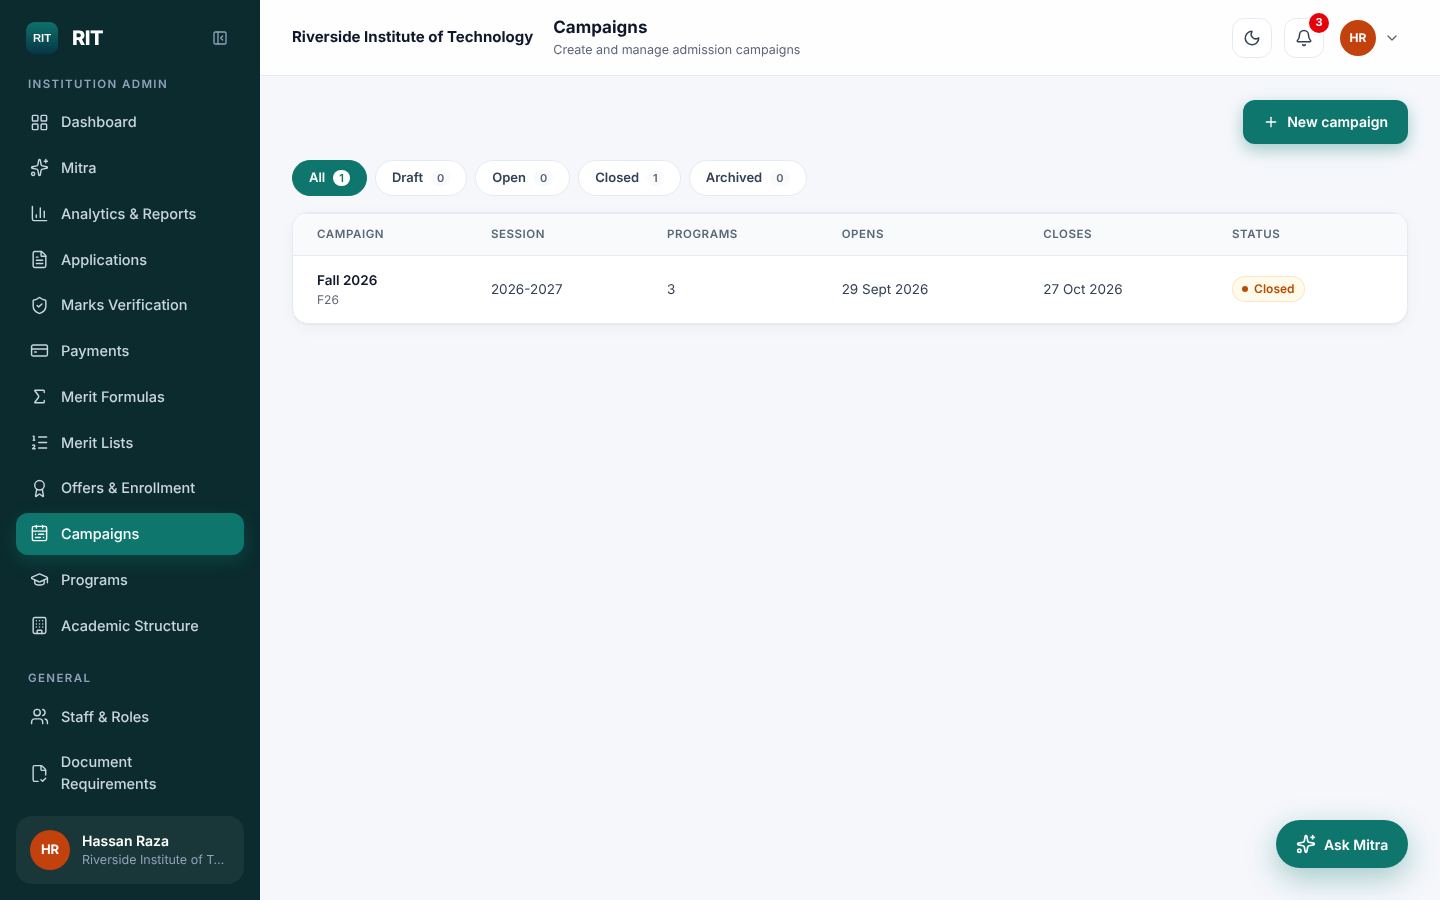 RIT RIT
INSTITUTION ADMIN
Dashboard
Mitra
Analytics & Reports
Applications
Marks Verification
Payments
Merit Formulas
Merit Lists
Offers & Enrollment
Campaigns
Programs
Academic Structure
GENERAL
Staff & Roles
Document
Requirements
HR
Hassan Raza
Riverside Institute of T...
Riverside Institute of Technology
Campaigns
Create and manage admission campaigns
3
HR
New campaign
All 1
Draft 0
Open 0
Closed 1
Archived 0
CAMPAIGN SESSION PROGRAMS OPENS CLOSES STATUS
Fall 2026
F26
2026-2027 3 29 Sept 2026 27 Oct 2026 Closed
Ask Mitra